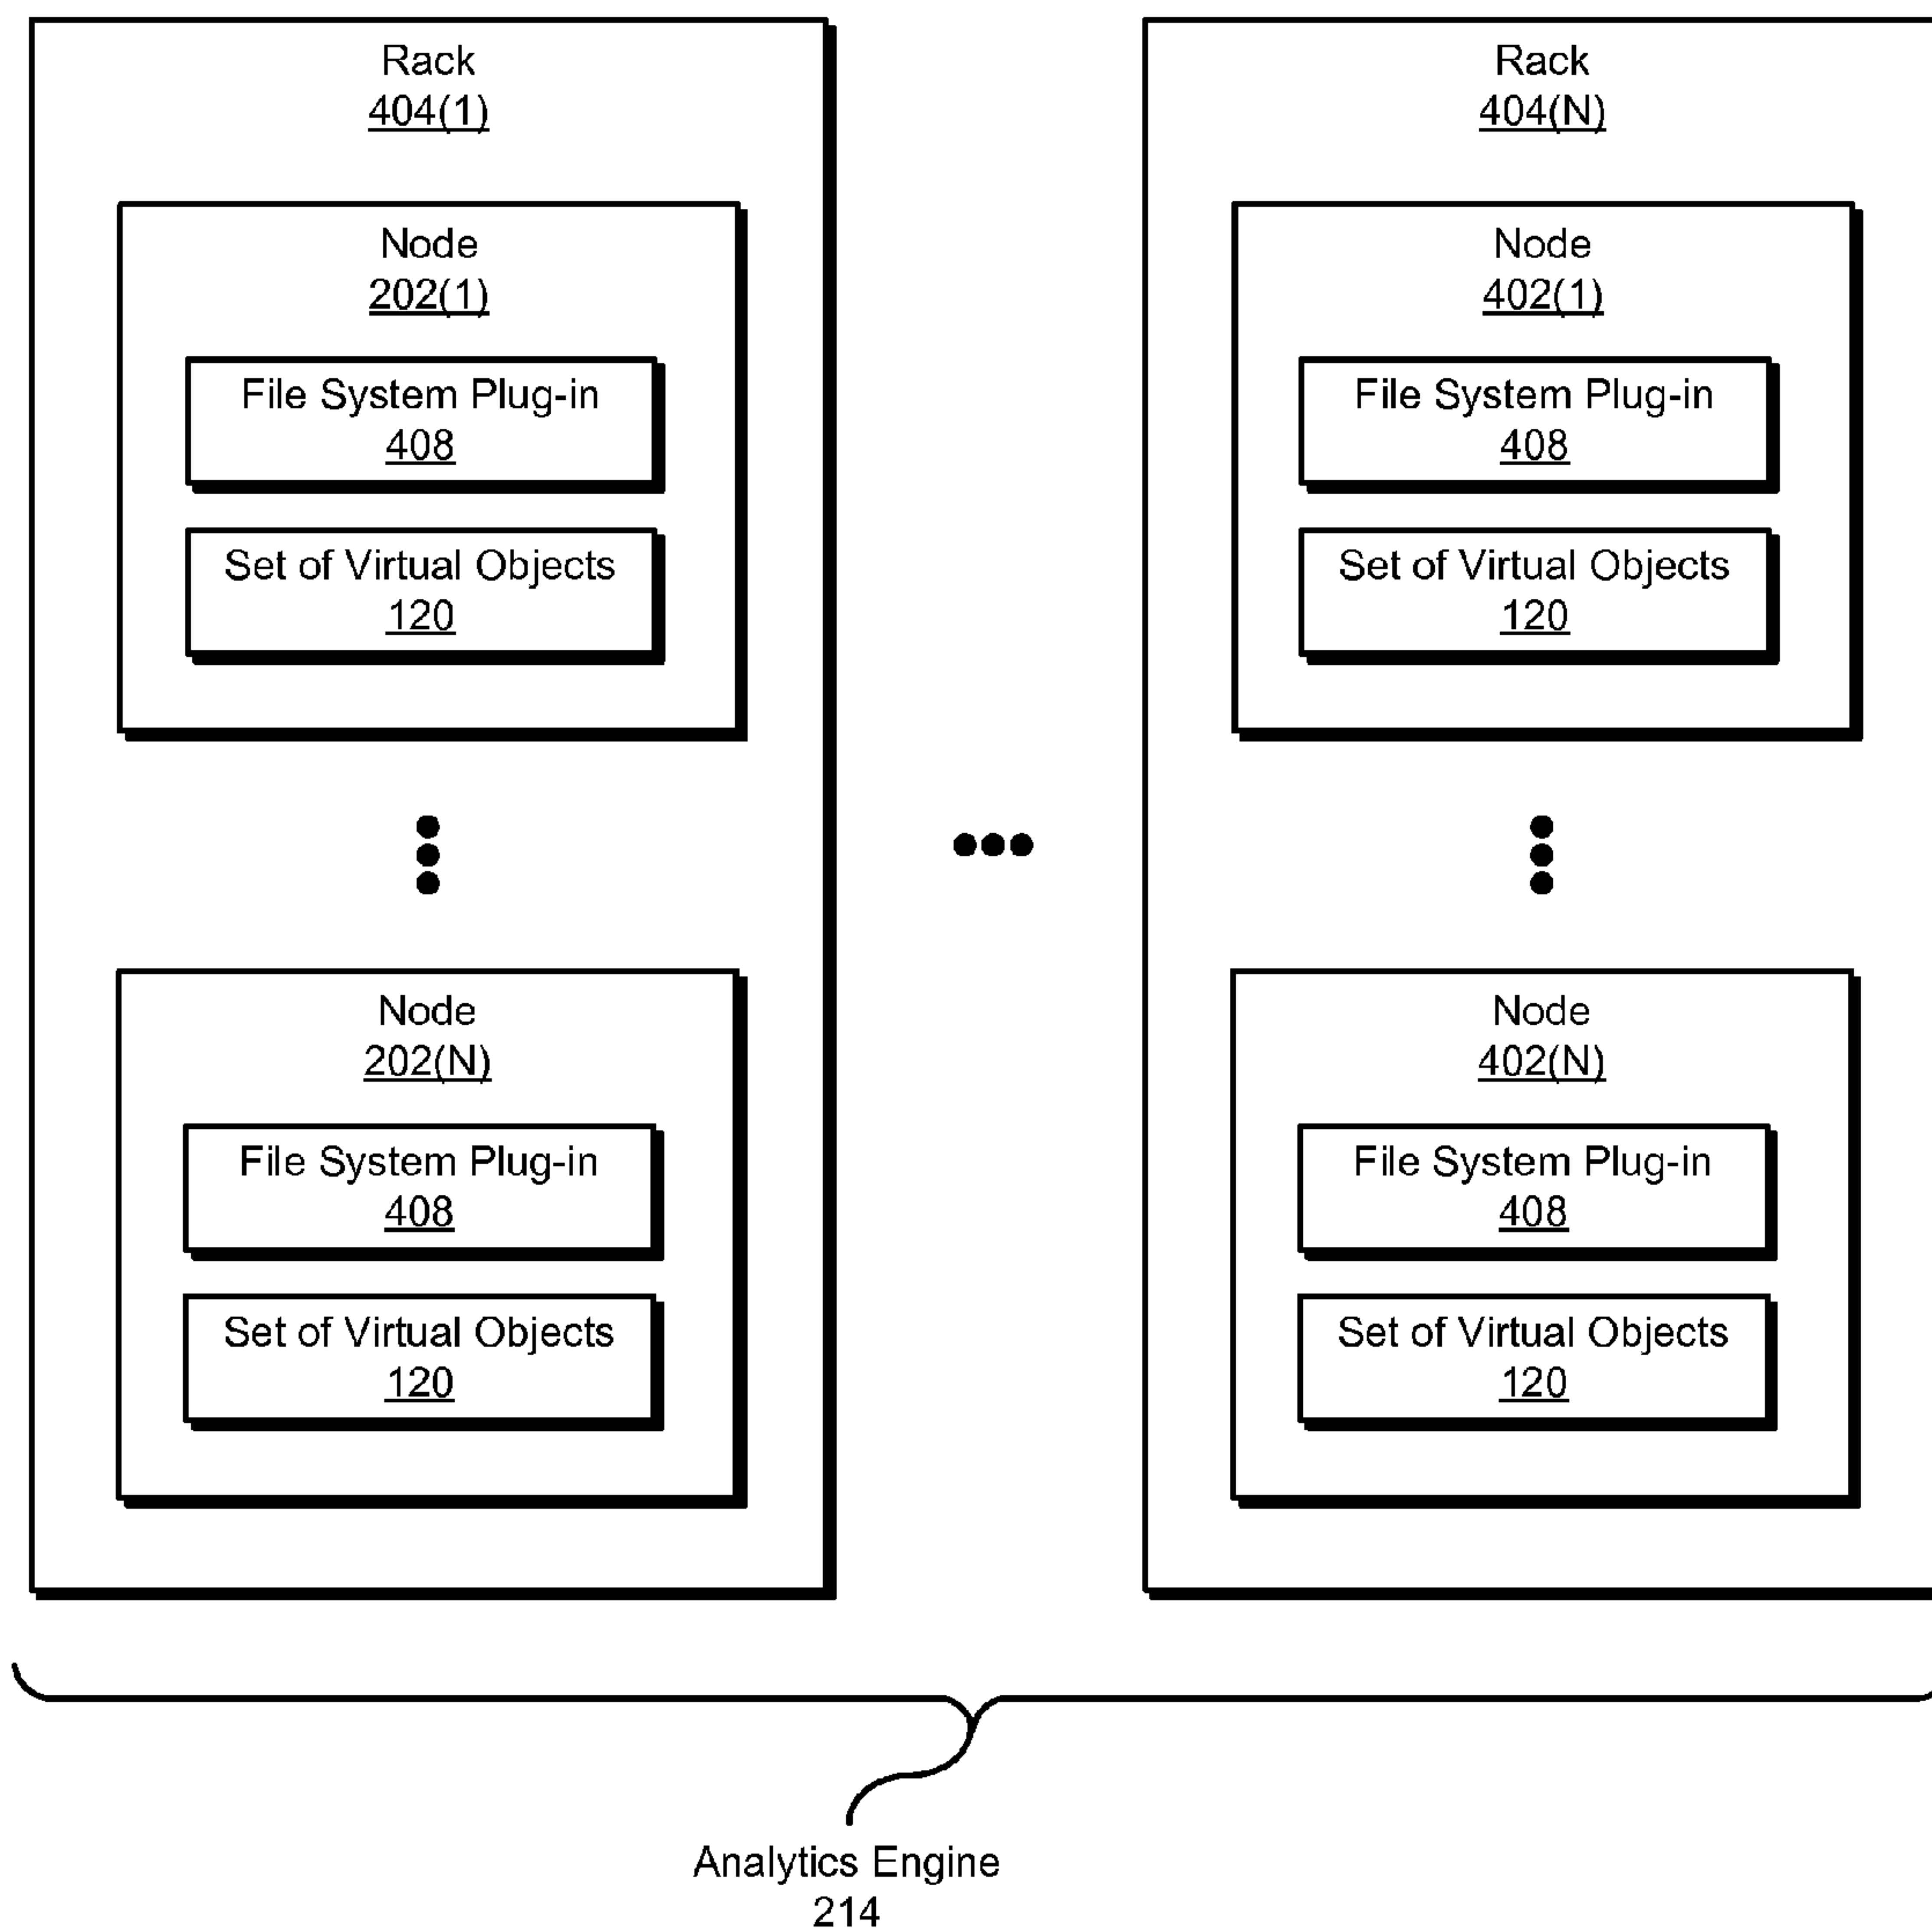 Rack
404(1)
Node
202(1)
File System Plug-in
408
Set of Virtual Objects
120
Node
202(N)
File System Plug-in
408
Set of Virtual Objects
120
Rack
404(N)
Node
402(1)
File System Plug-in
408
Set of Virtual Objects
120
Node
402(N)
File System Plug-in
408
Set of Virtual Objects
120
Analytics Engine
214